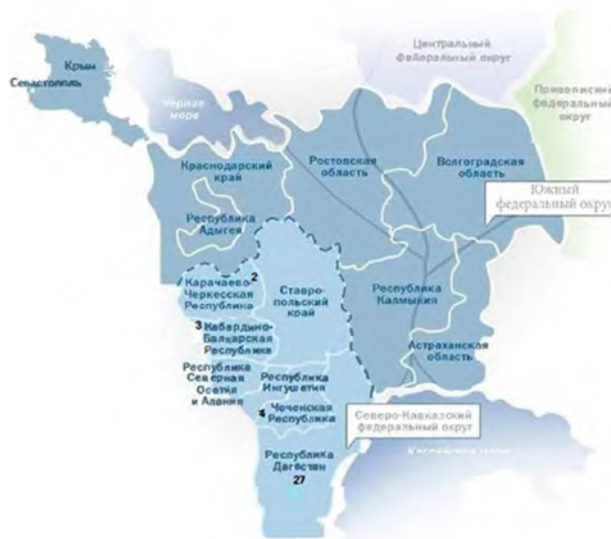 Центральный
федеральный округ
Приволжский
федеральный
округ
Крым
Севастополь
Черное
море
Краснодарский
край
Ростовская
область
Волгоградская
область
Южный
федеральный округ
Республика
Адыгея
Карачаево-
Черкесская
Республика
2
Ставро-
польский
край
Республика
Калмыкия
3
Кабардино-
Балкарская
Республика
Астраханская
область
Республика
Северная
Осетия
и Алания
Республика
Ингушетия
4
Чеченская
Республика
Северо-Кавказский
федеральный округ
Республика
Дагестан
27